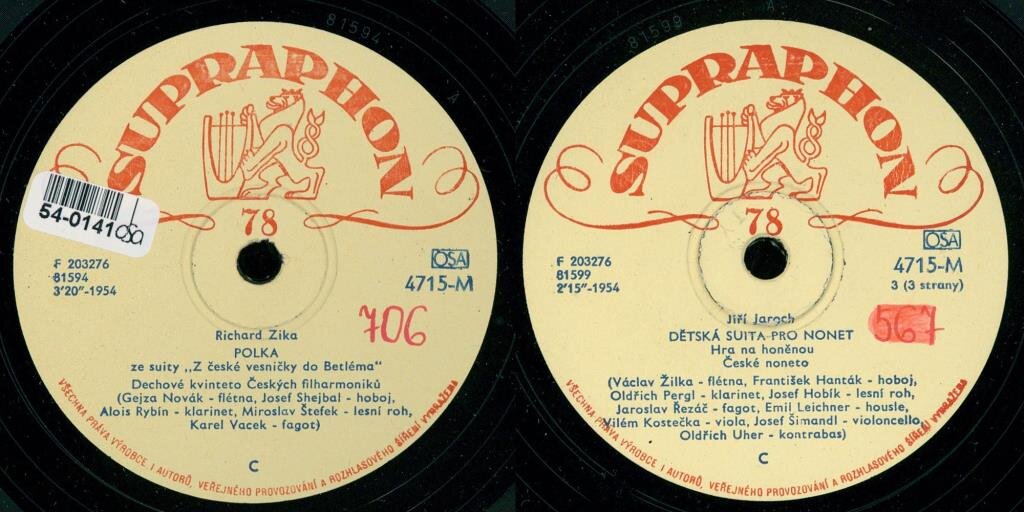 81594
A
SUPRAPHON
78
54-0141 OSA
F 203276
81594
3'20"-1954
OSA
4715-M
706
Richard Zika
POLKA
ze suity „Z české vesničky do Betléma“
Dechové kvinteto Českých filharmoniků
(Gejza Novák - flétna, Josef Shejbal - hoboj,
Alois Rybín - klarinet, Miroslav Štefek - lesní roh,
Karel Vacek - fagot)
C
VŠECHNA PRÁVA VÝROBCE I AUTORŮ, VEŘEJNÉHO PROVOZOVÁNÍ A ROZHLASOVÉHO ŠÍŘENÍ VYHRAŽENA
81599
A
SUPRAPHON
78
F 203276
81599
2'15"-1954
OSA
4715-M
3 (3 strany)
567
Jiří Jaroch
DĚTSKÁ SUITA PRO NONET
Hra na honěnou
České noneto
(Václav Žilka - flétna, František Hanták - hoboj,
Oldřich Pergl - klarinet, Josef Hobík - lesní roh,
Jaroslav Řezáč - fagot, Emil Leichner - housle,
Vilém Kostečka - viola, Josef Šimandl - violoncello,
Oldřich Uher - kontrabas)
C
VŠECHNA PRÁVA VÝROBCE I AUTORŮ, VEŘEJNÉHO PROVOZOVÁNÍ A ROZHLASOVÉHO ŠÍŘENÍ VYHRAŽENA